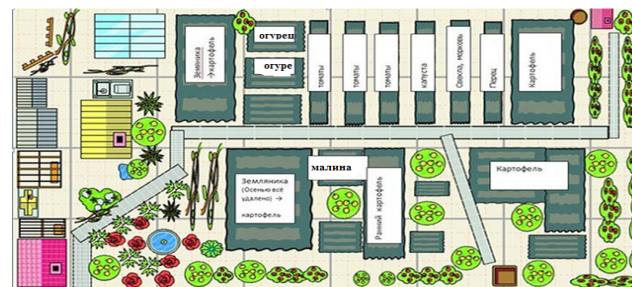 Земяника
→картофель
огурец
огуре
томаты
томаты
томаты
капуста
Свекла, морковь
Перец
Картофель
Земляника
(Осенью всё
удалено) →
картофель
малина
Ранний картофель
Картофель